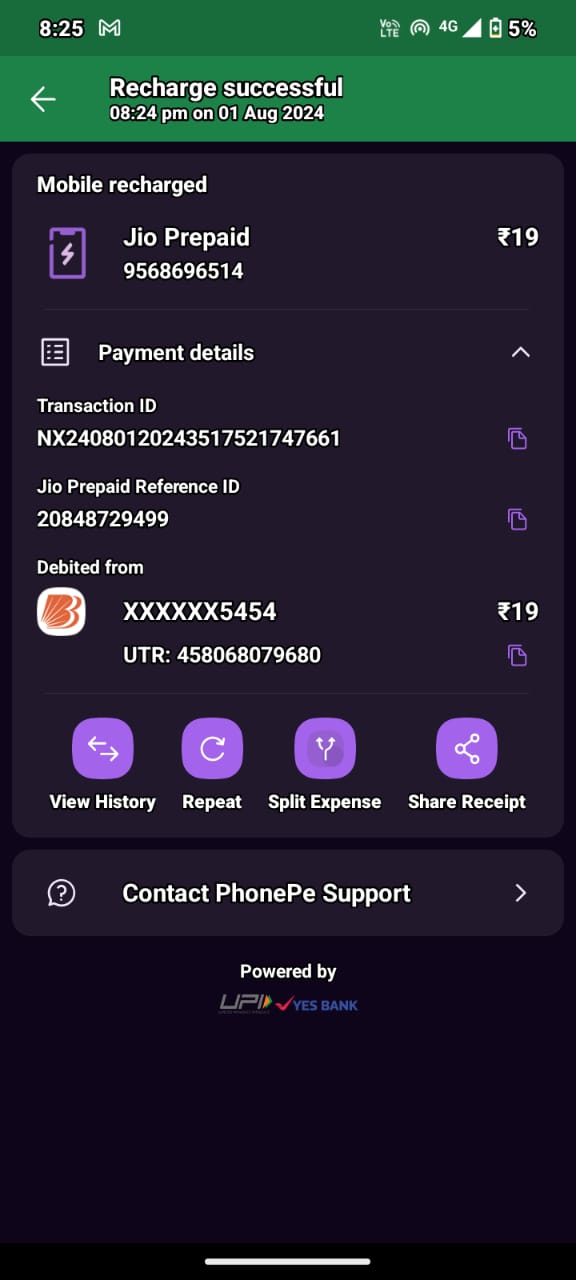 8:25
Vo)) LTE 4G 5%
Recharge successful
08:24 pm on 01 Aug 2024
Mobile recharged
Jio Prepaid ₹19
9568696514
Payment details
Transaction ID
NX24080120243517521747661
Jio Prepaid Reference ID
20848729499
Debited from
XXXXXX5454 ₹19
UTR: 458068079680
View History Repeat Split Expense Share Receipt
Contact PhonePe Support
Powered by
UPI YES BANK